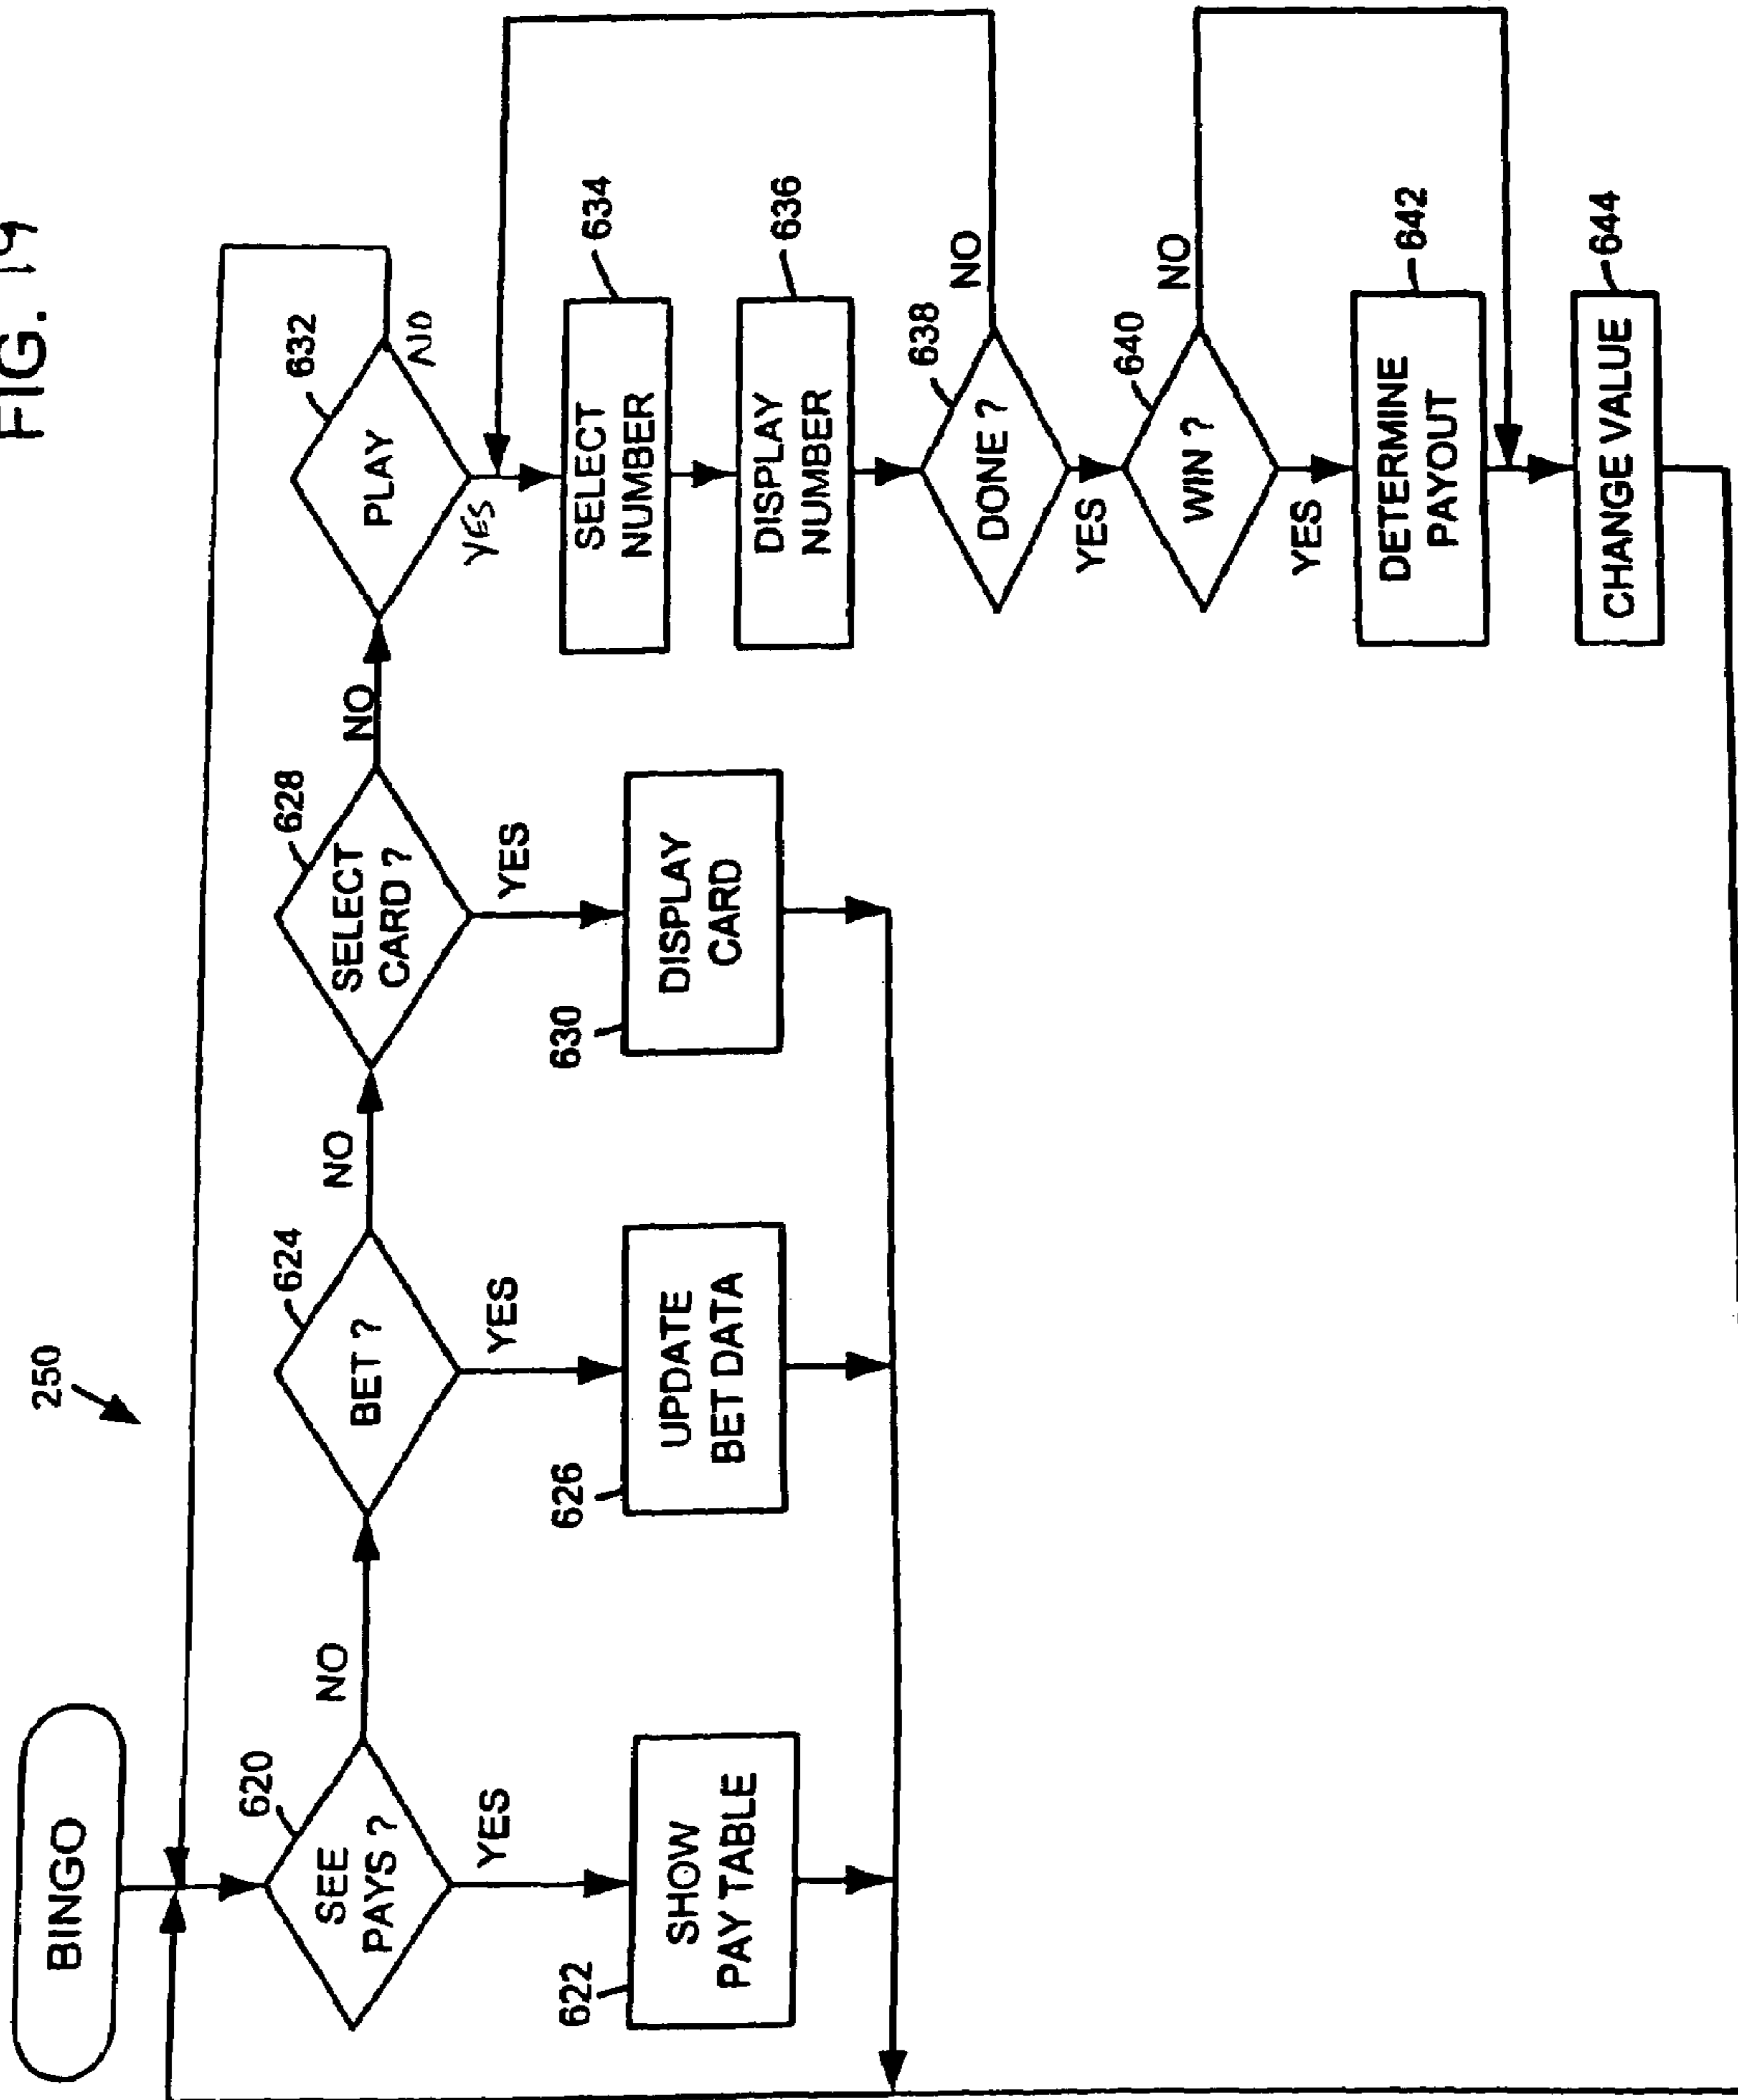 FIG. 19
250
BINGO
620
SEE
PAYS ?
NO
YES
622
SHOW
PAY TABLE
624
BET ?
NO
YES
626
UPDATE
BET DATA
628
SELECT
CARD ?
NO
YES
630
DISPLAY
CARD
632
PLAY
NO
YES
634
SELECT
NUMBER
636
DISPLAY
NUMBER
638
DONE ?
NO
YES
640
WIN ?
NO
YES
642
DETERMINE
PAYOUT
644
CHANGE VALUE